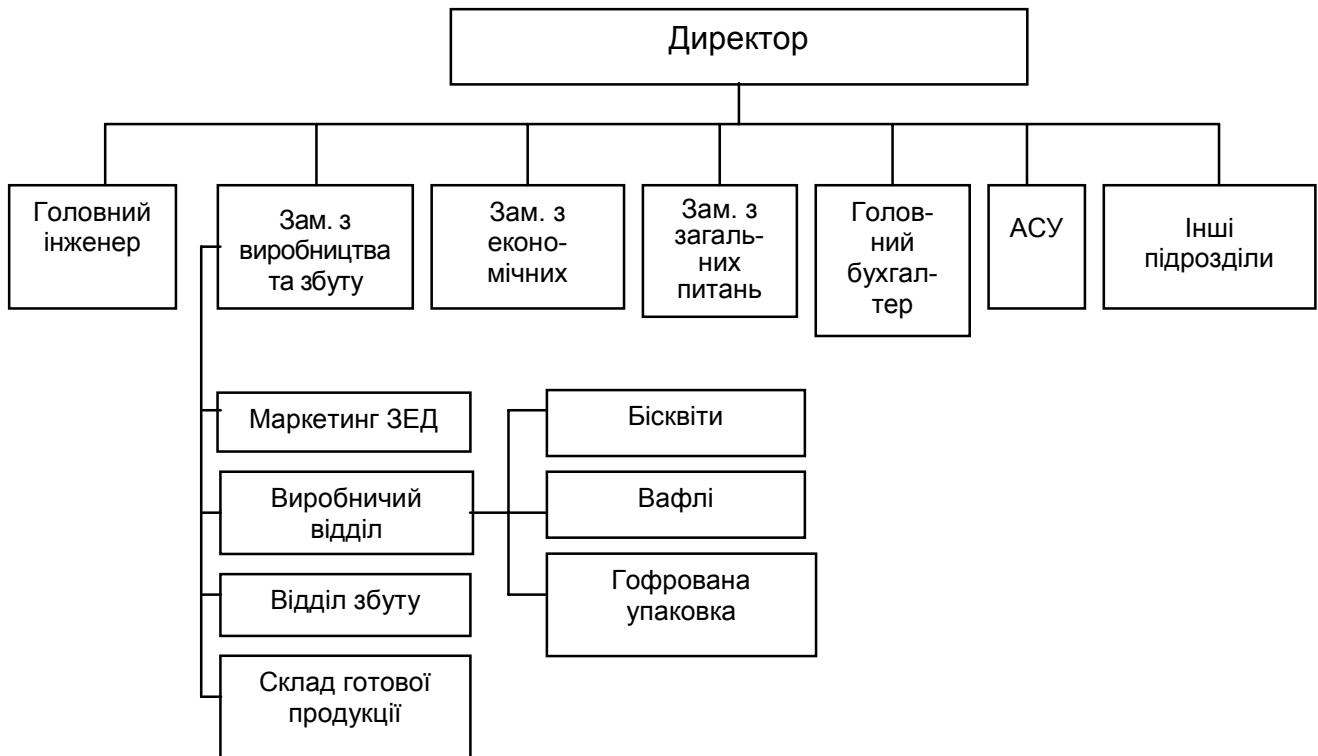 Директор
Головний
інженер
Зам. з
виробництва
та збуту
Зам. з
еконо-
мічних
Зам. з
загаль-
них
питань
Голов-
ний
бухгал-
тер
АСУ
Інші
підрозділи
Маркетинг ЗЕД
Виробничий
відділ
Відділ збуту
Склад готової
продукції
Бісквіти
Вафлі
Гофрована
упаковка